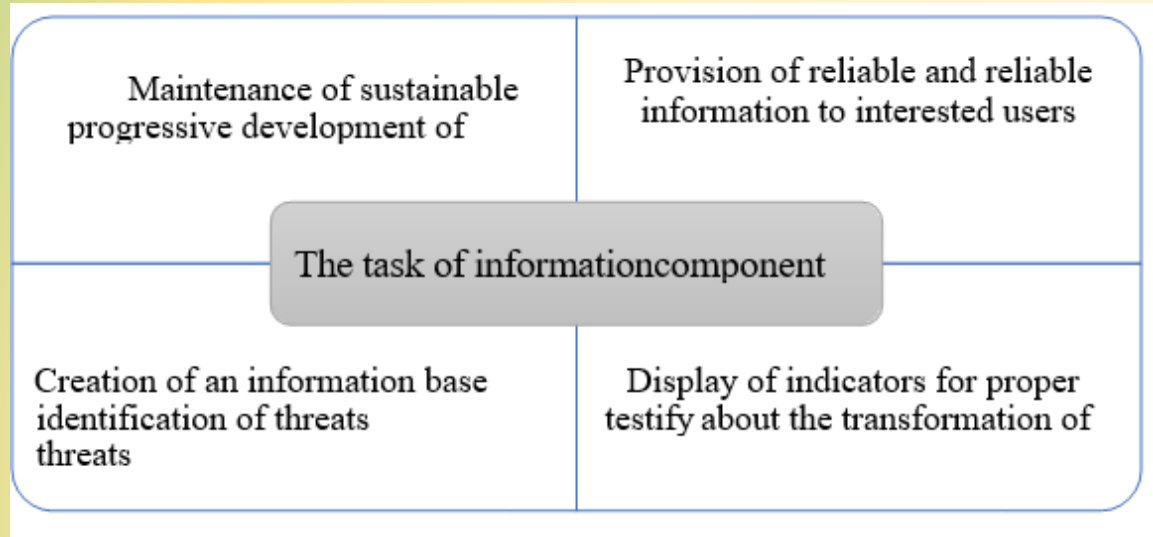 Maintenance of sustainable
progressive development of
Provision of reliable and reliable
information to interested users
The task of informationcomponent
Creation of an information base
identification of threats
threats
Display of indicators for proper
testify about the transformation of